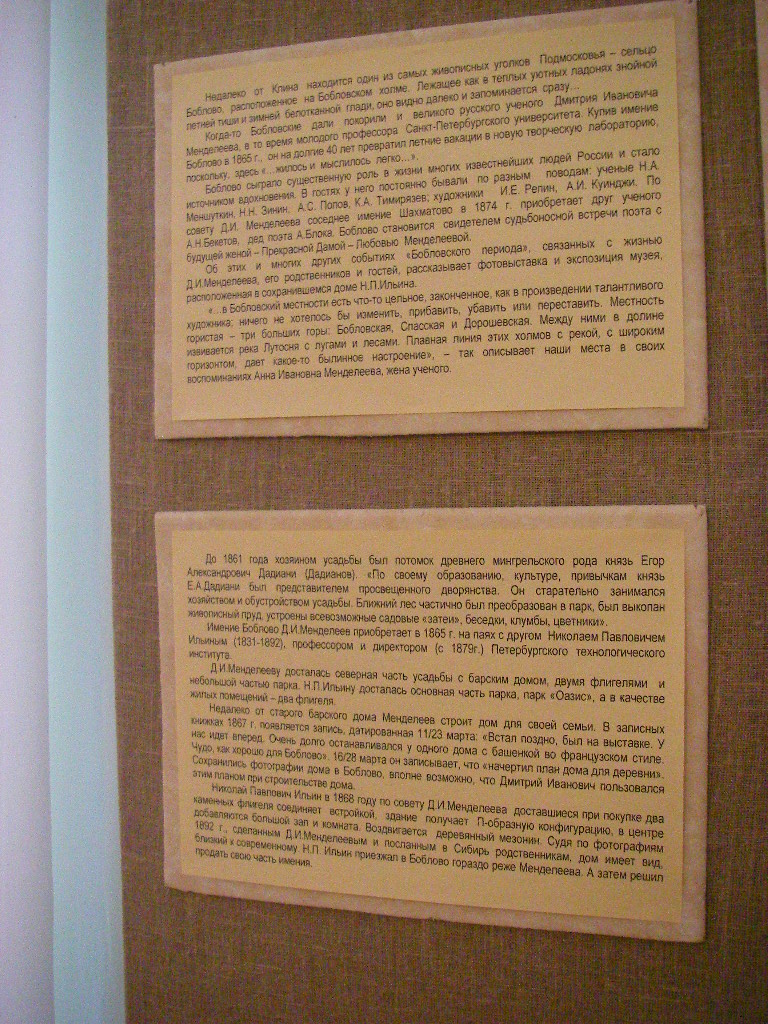 Недалеко от Клина находится один из самых живописных уголков Подмосковья – сельцо
Боблово, расположенное на Бобловском холме. Лежащее как в теплых уютных ладонях знойной
летней тиши и зимней белотканной глади, оно видно далеко и запоминается сразу...
Когда-то Бобловские дали покорили и великого русского ученого Дмитрия Ивановича
Менделеева, в то время молодого профессора Санкт-Петербургского университета. Купив имение
Боблово в 1865 г., он на долгие 40 лет превратил летние вакации в новую творческую лабораторию,
поскольку, здесь «...жилось и мыслилось легко...».
Боблово сыграло существенную роль в жизни многих известнейших людей России и стало
источником вдохновения. В гостях у него постоянно бывали по разным поводам: ученые Н.А.
Меншуткин, Н.Н. Зинин, А.С. Попов, К.А. Тимирязев; художники И.Е. Репин, А.И. Куинджи. По
совету Д.И. Менделеева соседнее имение Шахматово в 1874 г. приобретает друг ученого
А.Н.Бекетов, дед поэта А.Блока. Боблово становится свидетелем судьбоносной встречи поэта с
будущей женой – Прекрасной Дамой – Любовью Менделеевой.
Об этих и многих других событиях «Бобловского периода», связанных с жизнью
Д.И.Менделеева, его родственников и гостей, рассказывает фотовыставка и экспозиция музея,
расположенная в сохранившемся доме Н.П.Ильина.
«...в Бобловский местности есть что-то цельное, законченное, как в произведении талантливого
художника: ничего не хотелось бы изменить, прибавить, убавить или переставить. Местность
гористая – три больших горы: Бобловская, Спасская и Дорошевская. Между ними в долине
извивается река Лутосня с лугами и лесами. Плавная линия этих холмов с рекой, с широким
горизонтом, дает какое-то былинное настроение», – так описывает наши места в своих
воспоминаниях Анна Ивановна Менделеева, жена ученого.
До 1861 года хозяином усадьбы был потомок древнего мингрельского рода князь Егор
Александрович Дадиани (Дадианов). «По своему образованию, культуре, привычкам князь
Е.А.Дадиани был представителем просвещенного дворянства. Он старательно занимался
хозяйством и обустройством усадьбы. Ближний лес частично был преобразован в парк, был выкопан
живописный пруд, устроены всевозможные садовые «затеи», беседки, клумбы, цветники».
Имение Боблово Д.И.Менделеев приобретает в 1865 г. на паях с другом Николаем Павловичем
Ильиным (1831-1892), профессором и директором (с 1879г.) Петербургского технологического
института.
Д.И.Менделееву досталась северная часть усадьбы с барским домом, двумя флигелями и
небольшой частью парка. Н.П.Ильину досталась основная часть парка, парк «Оазис», а в качестве
жилых помещений – два флигеля.
Недалеко от старого барского дома Менделеев строит дом для своей семьи. В записных
книжках 1867 г. появляется запись, датированная 11/23 марта: «Встал поздно, был на выставке. У
нас идет вперед. Очень долго останавливался у одного дома с башенкой во французском стиле.
Чудо, как хорошо для Боблово». 16/28 марта он записывает, что «начертил план дома для деревни».
Сохранились фотографии дома в Боблово, вполне возможно, что Дмитрий Иванович пользовался
этим планом при строительстве дома.
Николай Павлович Ильин в 1868 году по совету Д.И.Менделеева доставшиеся при покупке два
каменных флигеля соединяет встройкой, здание получает П-образную конфигурацию, в центре
добавляются большой зал и комната. Воздвигается деревянный мезонин. Судя по фотографиям
1892 г., сделанным Д.И.Менделеевым и посланным в Сибирь родственникам, дом имеет вид,
близкий к современному. Н.П. Ильин приезжал в Боблово гораздо реже Менделеева. А затем решил
продать свою часть имения.